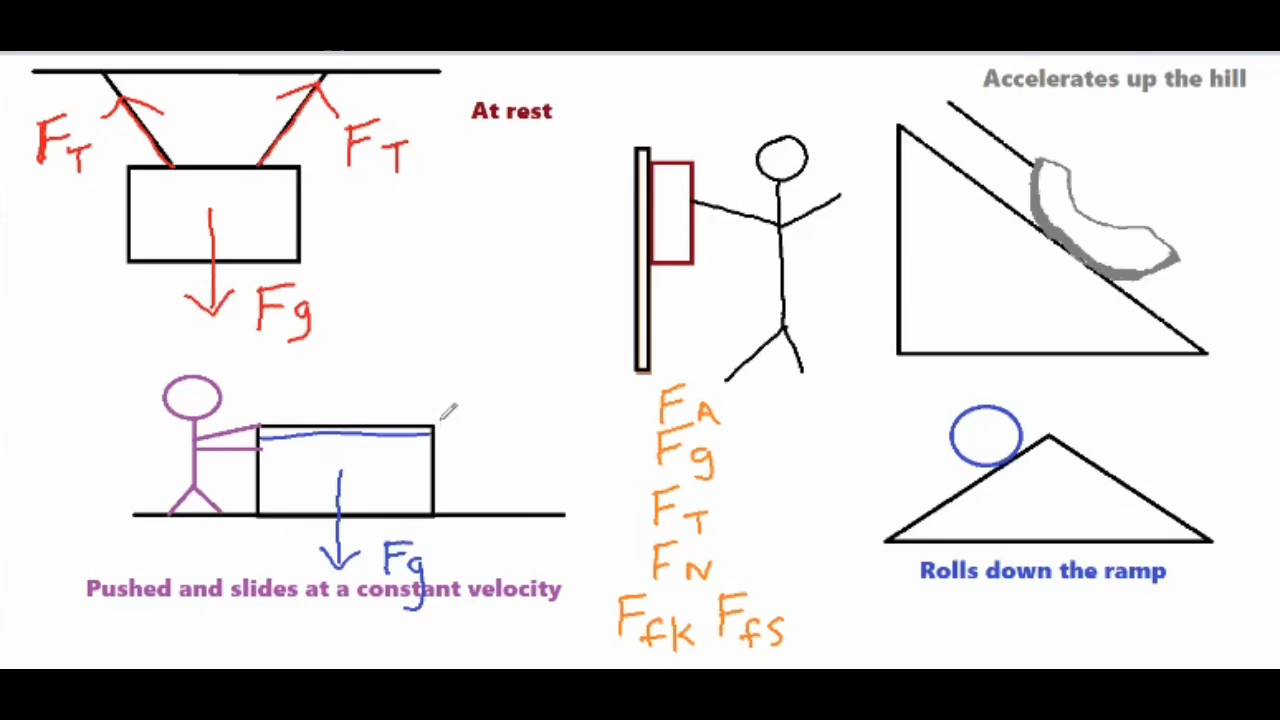 Accelerates up the hill
At rest
FT
FT
Fg
FA
Fg
FT
FN
FfK FfS
Fg
Pushed and slides at a constant velocity
Rolls down the ramp